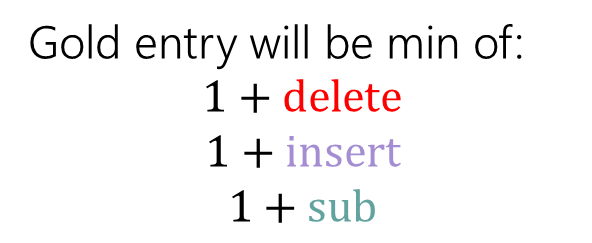 Gold entry will be min of:
1 + delete
1 + insert
1 + sub